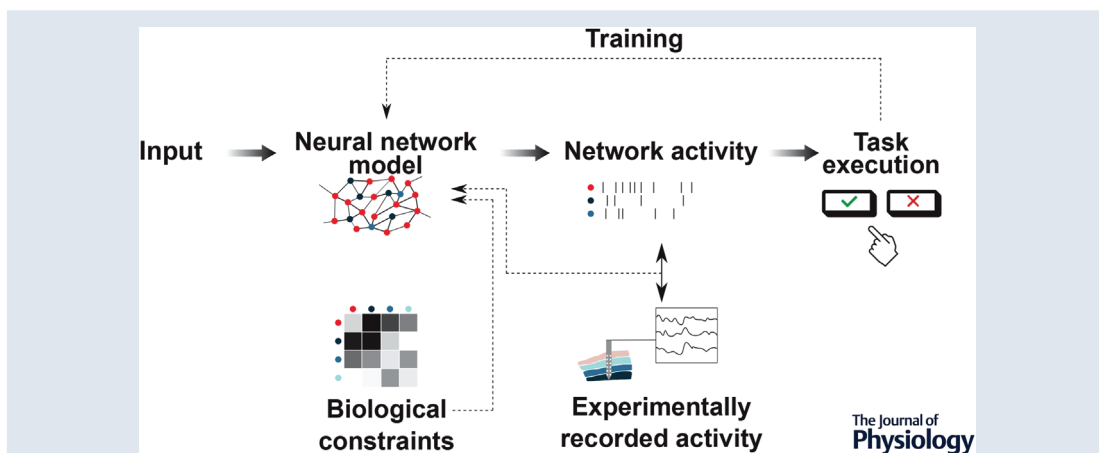 Training
Input
Neural network
model
Network activity
Task
execution
Biological
constraints
Experimentally
recorded activity
The Journal of
Physiology